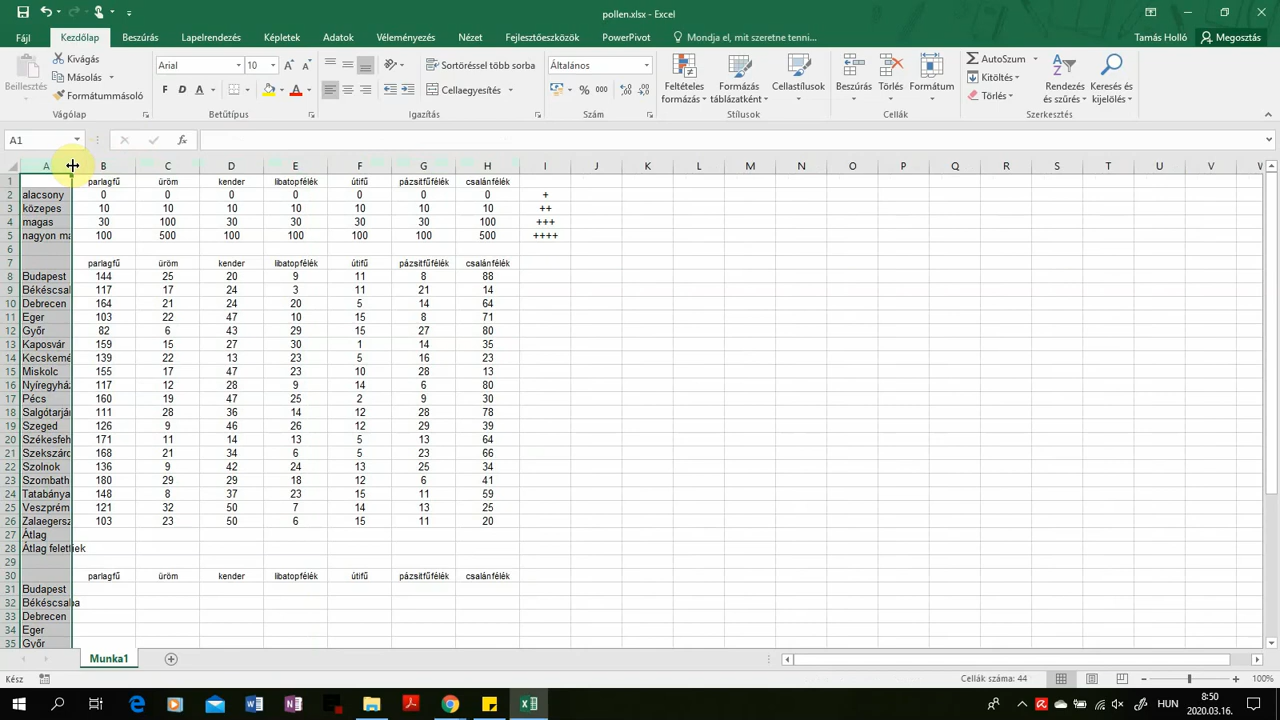 pollen.xlsx - Excel
Fájl Kezdőlap Beszúrás Lapelrendezés Képletek Adatok Véleményezés Nézet Fejlesztőeszközök PowerPivot Mondja el, mit szeretne tenni... Tamás Holló Megosztás
Beillesztés
Kivágás
Másolás
Formátummásoló
Vágólap
Arial 10
F D A
Betűtípus
Sortöréssel több sorba
Cellaegyesítés
Igazítás
Általános
% 000
Szám
Feltételes formázás
Formázás táblázatként
Cellastílusok
Stílusok
Beszúrás Törlés Formátum
Cellák
AutoSzum
Kitöltés
Törlés
Rendezés és szűrés
Keresés és kijelölés
Szerkesztés
A1 fx
A B C D E F G H I J K L M N O P Q R S T U V W
1 parlagfű üröm kender libatopfélék útifű pázsitfűfélék csalánfélék
2 alacsony 0 0 0 0 0 0 0 +
3 közepes 10 10 10 10 10 10 10 ++
4 magas 30 100 30 30 30 30 100 +++
5 nagyon ma 100 500 100 100 100 100 500 ++++
6
7 parlagfű üröm kender libatopfélék útifű pázsitfűfélék csalánfélék
8 Budapest 144 25 20 9 11 8 88
9 Békéscsab 117 17 24 3 11 21 14
10 Debrecen 164 21 24 20 5 14 64
11 Eger 103 22 47 10 15 8 71
12 Győr 82 6 43 29 15 27 80
13 Kaposvár 159 15 27 30 1 14 35
14 Kecskemé 139 22 13 23 5 16 23
15 Miskolc 155 17 47 23 10 28 13
16 Nyíregyház 117 12 28 9 14 6 80
17 Pécs 160 19 47 25 2 9 30
18 Salgótarján 111 28 36 14 12 28 78
19 Szeged 126 9 46 26 12 29 39
20 Székesfeh 171 11 14 13 5 13 64
21 Szekszárd 168 21 34 6 5 23 66
22 Szolnok 136 9 42 24 13 25 34
23 Szombath 180 29 29 18 12 6 41
24 Tatabánya 148 8 37 23 15 11 59
25 Veszprém 121 32 50 7 14 13 25
26 Zalaegersz 103 23 50 6 15 11 20
27 Átlag
28 Átlag felettiek
29
30 parlagfű üröm kender libatopfélék útifű pázsitfűfélék csalánfélék
31 Budapest
32 Békéscsaba
33 Debrecen
34 Eger
35 Győr
Munka1
Kész Cellák száma: 44 100%
HUN 8:50
2020.03.16.